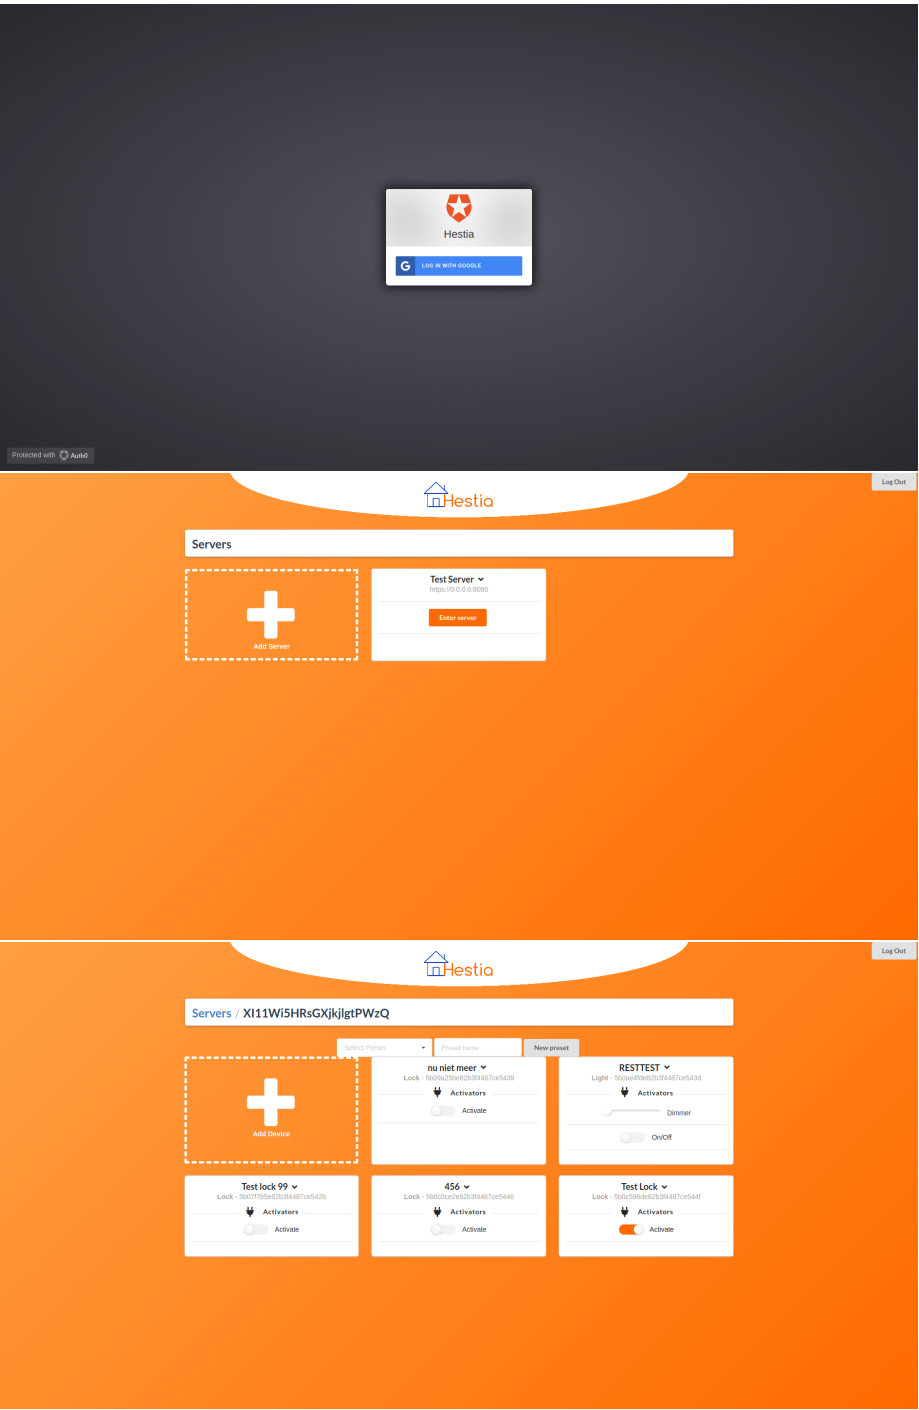 Hestia
LOG IN WITH GOOGLE
Protected with Auth0
Log Out
Hestia
Servers
Test Server
https://0.0.0.0:8080
Enter server
Add Server
Log Out
Hestia
Servers / XI11Wi5HRsGXjkjlgtPWzQ
Select Preset
Preset name
New preset
Add Device
nu niet meer
Lock - 5b09a25be82b3f4487ce5439
Activators
Activate
RESTTEST
Light - 5b0ae4fde82b3f4487ce543d
Activators
Dimmer
On/Off
Test lock 99
Lock - 5b07f7b5e82b3f4487ce542b
Activators
Activate
456
Lock - 5b0c0ce2e82b3f4487ce5446
Activators
Activate
Test Lock
Lock - 5b0c596de82b3f4487ce544f
Activators
Activate